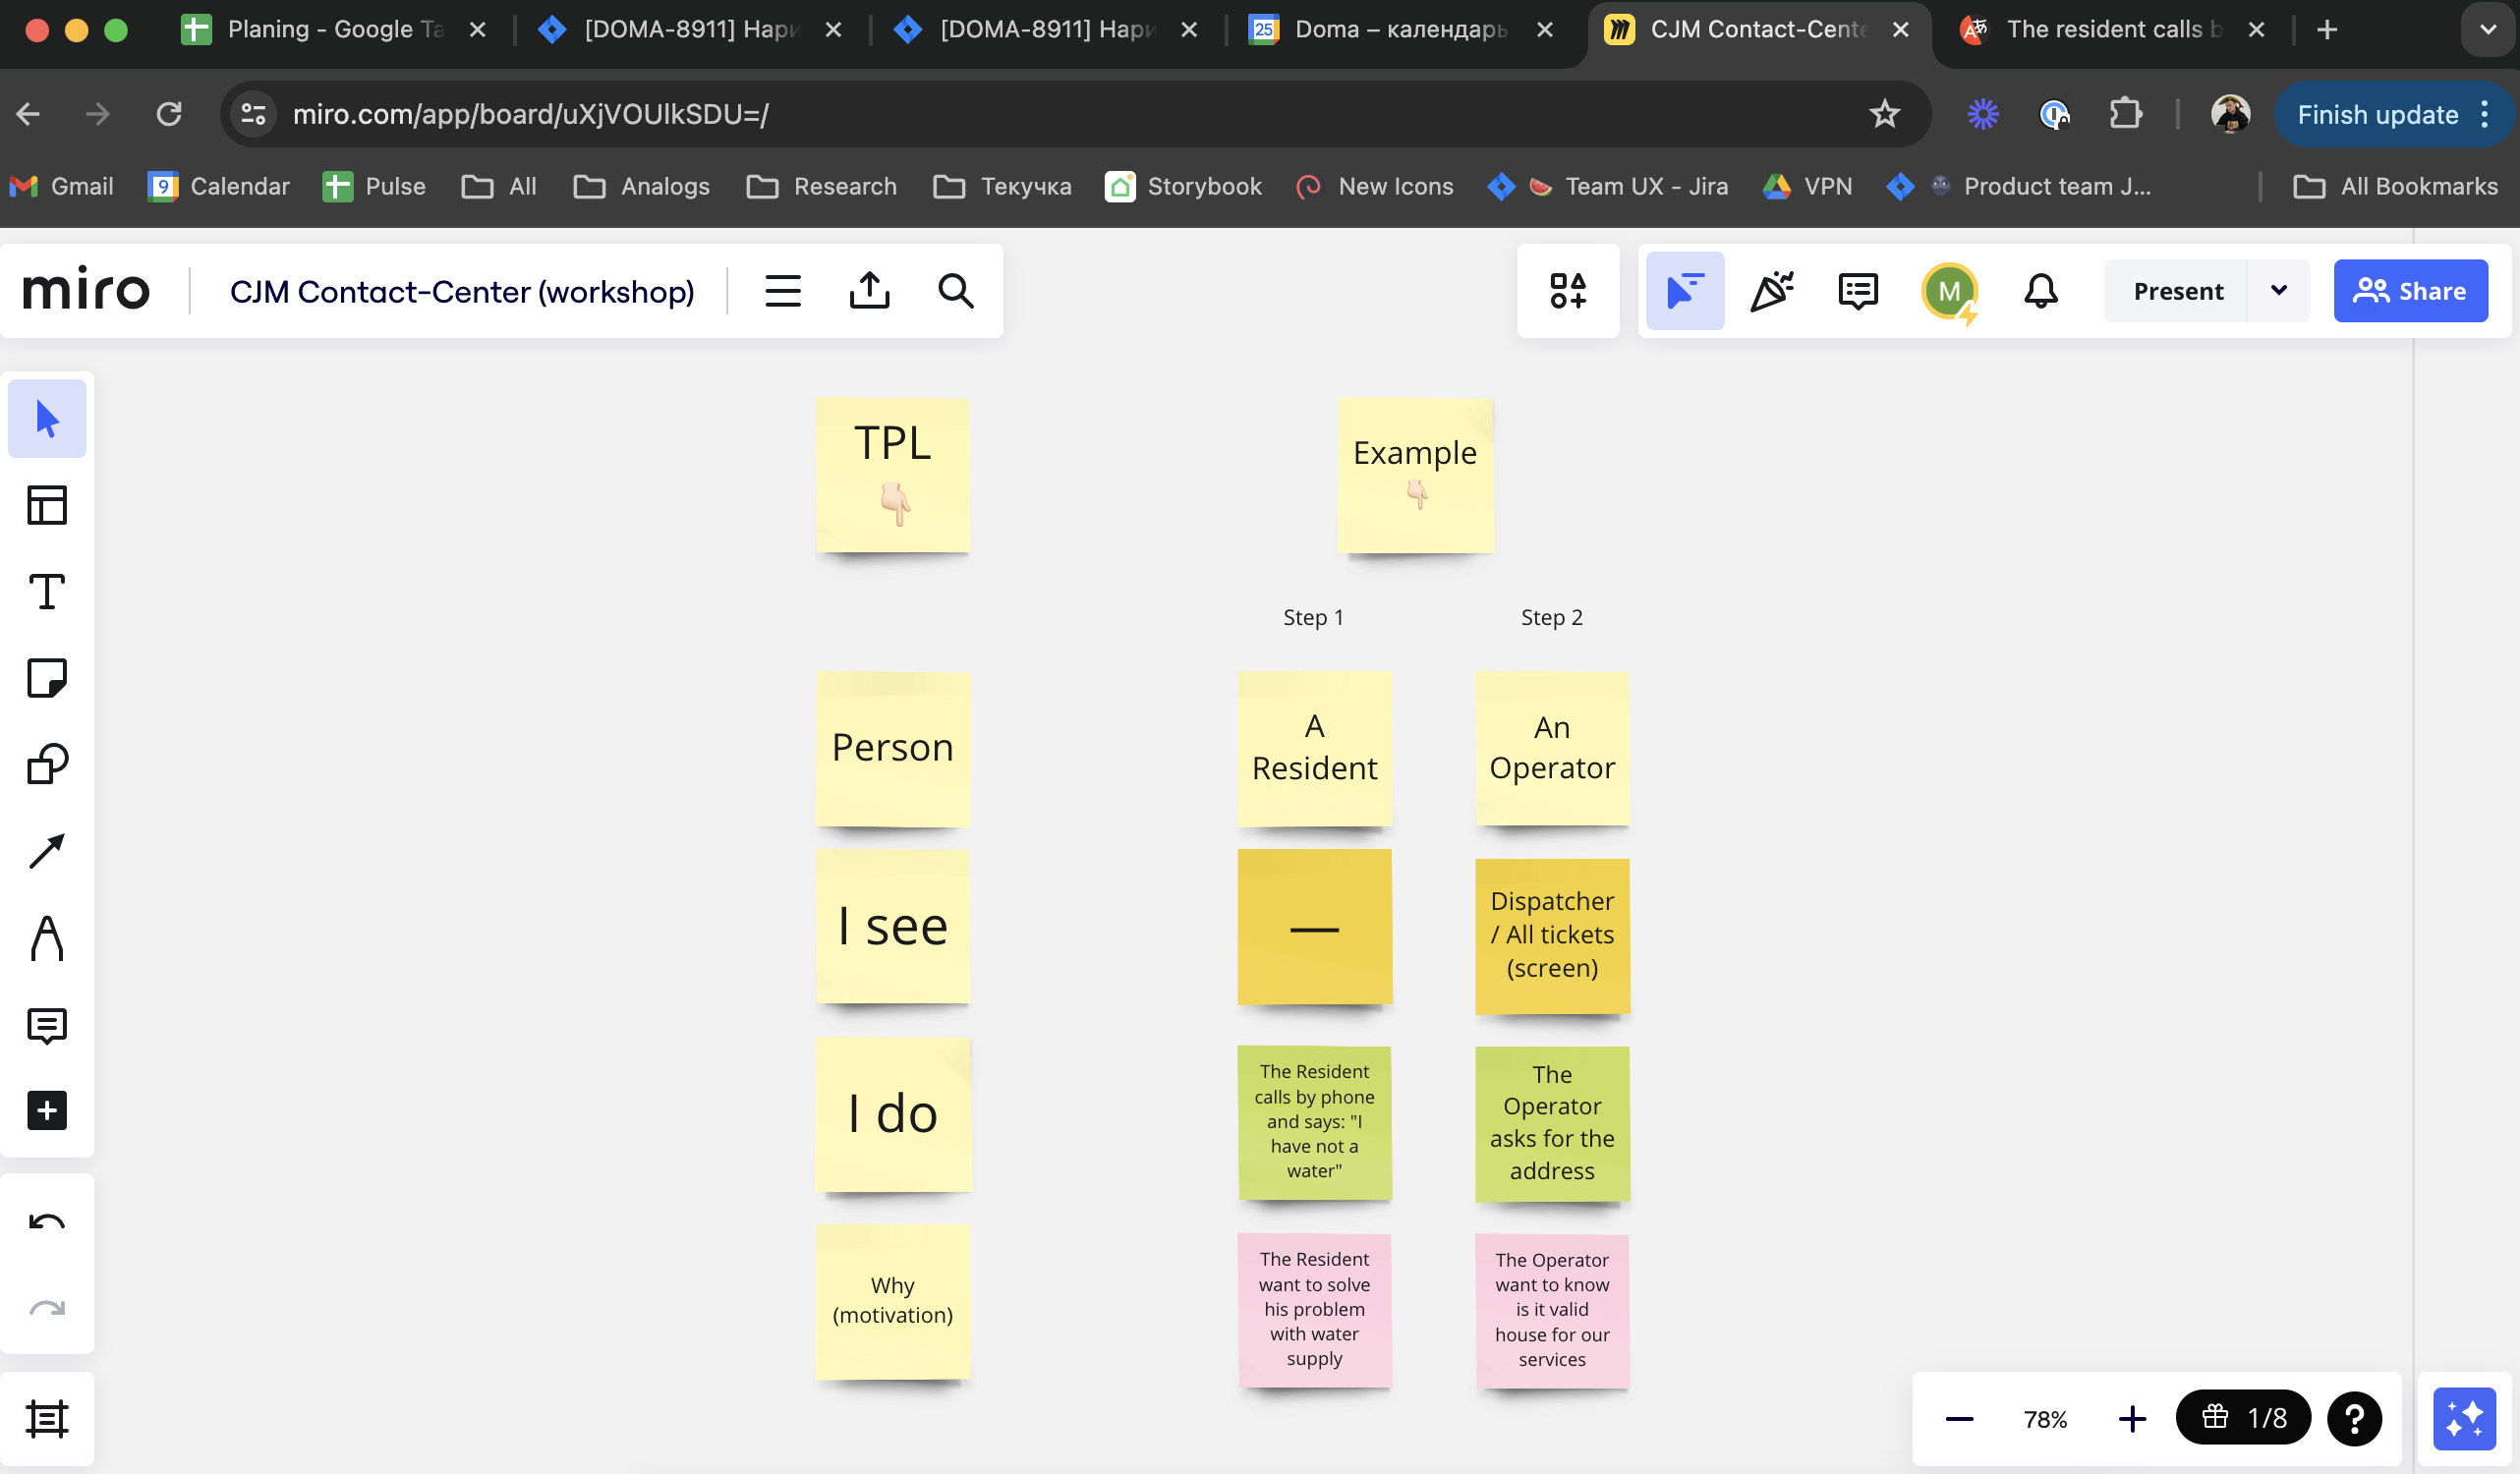 Planing - Google Та
[DOMA-8911] Нари
[DOMA-8911] Нари
25
Doma – календарь
CJM Contact-Cente
The resident calls b
miro.com/app/board/uXjVOUlkSDU=/
Finish update
Gmail
9
Calendar
Pulse
All
Analogs
Research
Текучка
Storybook
New Icons
Team UX - Jira
VPN
Product team J...
All Bookmarks
miro
CJM Contact-Center (workshop)
M
Present
Share
TPL
Example
Step 1
Step 2
Person
A
Resident
An
Operator
I see
—
Dispatcher
/ All tickets
(screen)
I do
The Resident
calls by phone
and says: "I
have not a
water"
The
Operator
asks for the
address
Why
(motivation)
The Resident
want to solve
his problem
with water
supply
The Operator
want to know
is it valid
house for our
services
78%
1/8